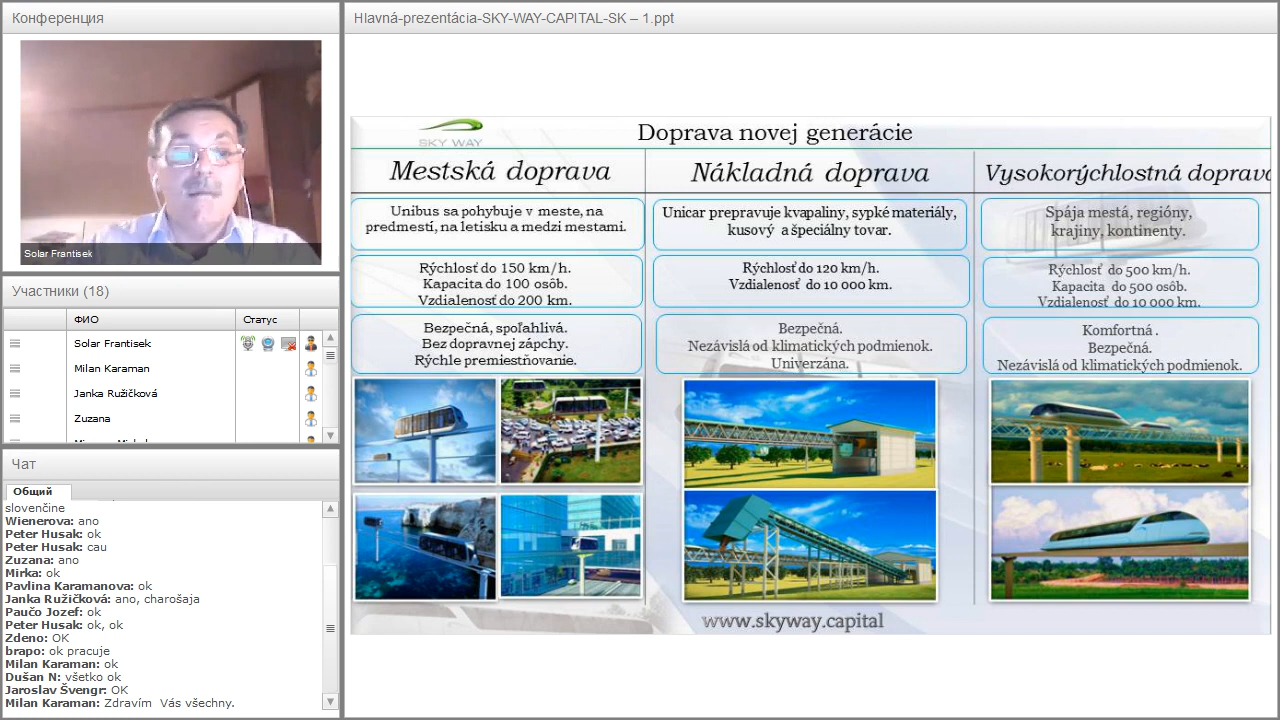 Конференция
Solar Frantisek
Участники (18)
ФИО
Статус
Solar Frantisek
Milan Karaman
Janka Ružičková
Zuzana
Чат
Общий
slovenčine
Wienerova: ano
Peter Husak: ok
Peter Husak: cau
Zuzana: ano
Mirka: ok
Pavlina Karamanova: ok
Janka Ružičková: ano, charošaja
Paučo Jozef: ok
Peter Husak: ok, ok
Zdeno: OK
brapo: ok pracuje
Milan Karaman: ok
Dušan N: všetko ok
Jaroslav Švengr: OK
Milan Karaman: Zdravím  Vás všechny.
Hlavná-prezentácia-SKY-WAY-CAPITAL-SK – 1.ppt
SKY WAY
Doprava novej generácie
Mestská doprava
Unibus sa pohybuje v meste, na
predmestí, na letisku a medzi mestami.
Rýchlosť do 150 km/h.
Kapacita do 100 osôb.
Vzdialenosť do 200 km.
Bezpečná, spoľahlivá.
Bez dopravnej zápchy.
Rýchle premiestňovanie.
Nákladná doprava
Unicar prepravuje kvapaliny, sypké materiály,
kusový a špeciálny tovar.
Rýchlosť do 120 km/h.
Vzdialenosť do 10 000 km.
Bezpečná.
Nezávislá od klimatických podmienok.
Univerzána.
Vysokorýchlostná doprava
Spája mestá, regióny,
krajiny, kontinenty.
Rýchlosť do 500 km/h.
Kapacita do 500 osôb.
Vzdialenosť do 10 000 km.
Komfortná .
Bezpečná.
Nezávislá od klimatických podmienok.
www.skyway.capital